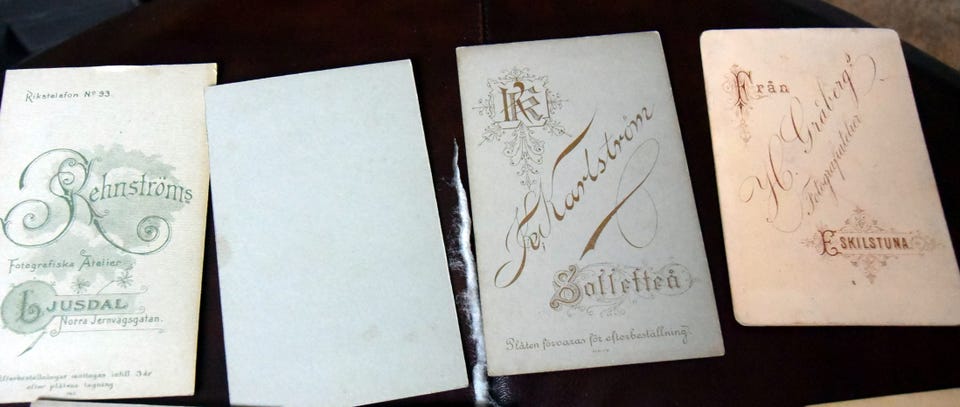 Rikstelefon Nº 93.
Rehnströms
Fotografiska Atelier
LJUSDAL
Norra Jernvägsgatan.
Efterbeställningar mottages intill 3 år
efter plåtens tagning
Karlström
Sollefteå
Plåten förvaras för efterbeställning.
Från
H. Gråberg's
Fotografiatelier
ESKILSTUNA